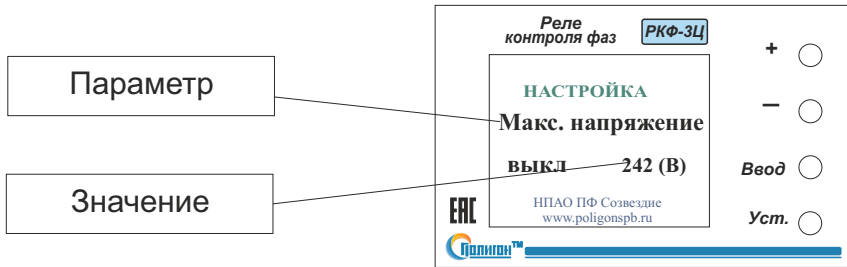 Параметр
Значение
Реле
контроля фаз
РКФ-3Ц
НАСТРОЙКА
Макс. напряжение
выкл 242 (В)
НПАО ПФ Созвездие
www.poligonspb.ru
+
−
Ввод
Уст.
ЕАС
Полигон™